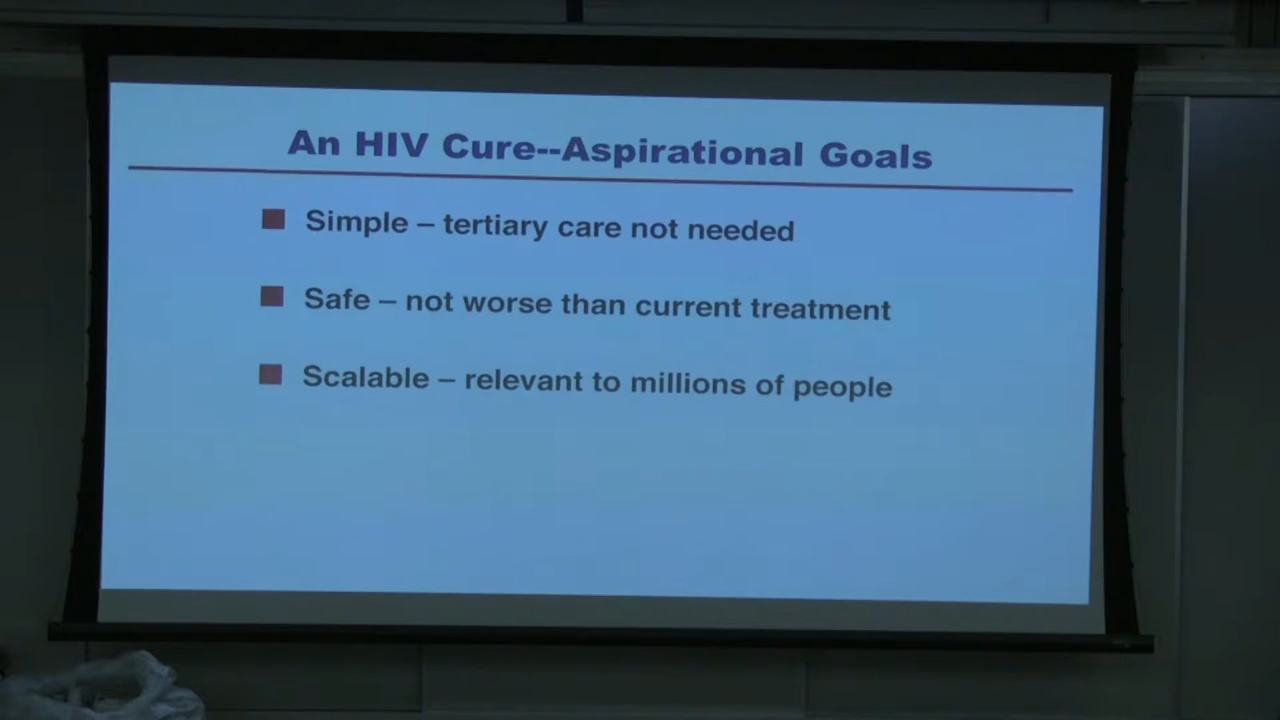 An HIV Cure--Aspirational Goals
Simple – tertiary care not needed
Safe – not worse than current treatment
Scalable – relevant to millions of people